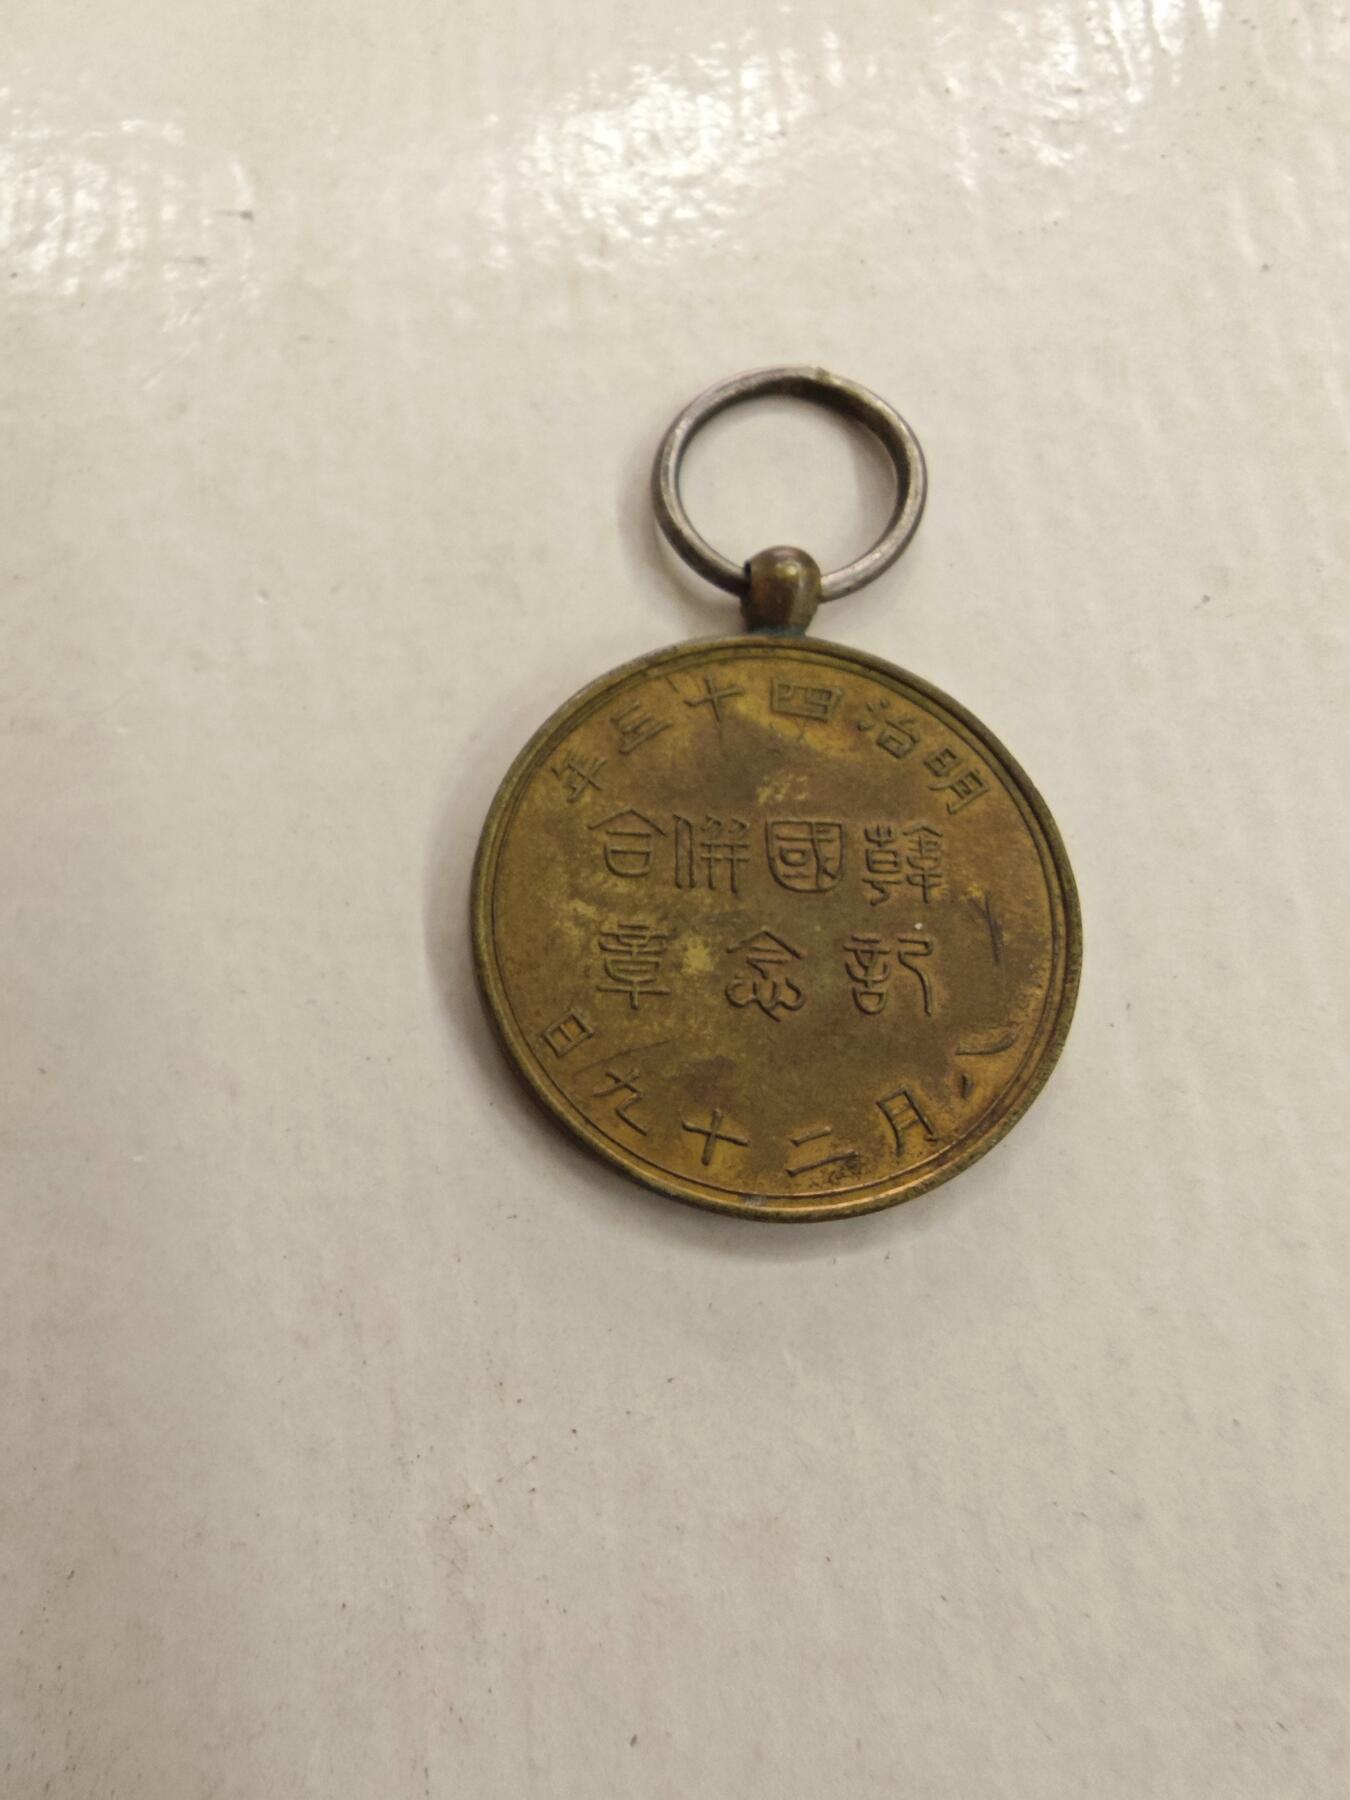 明治四十三年
韓國併合
記念章
八月二十九日